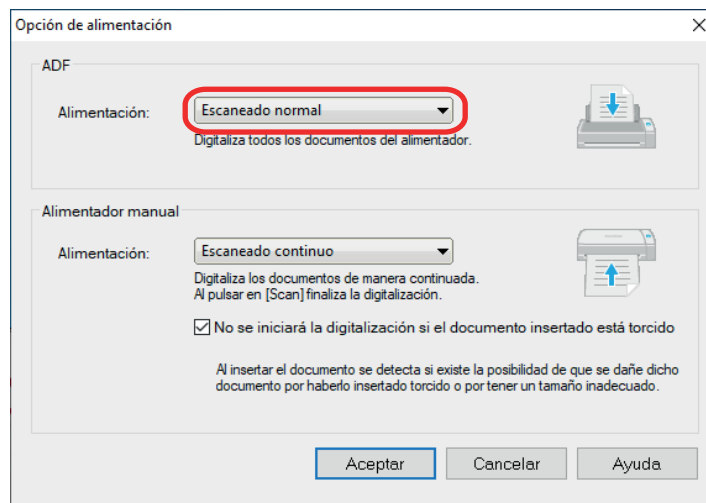 Opción de alimentación
ADF
Alimentación: Escaneado normal
Digitaliza todos los documentos del alimentador.
Alimentador manual
Alimentación: Escaneado continuo
Digitaliza los documentos de manera continuada.
Al pulsar en [Scan] finaliza la digitalización.
No se iniciará la digitalización si el documento insertado está torcido
Al insertar el documento se detecta si existe la posibilidad de que se dañe dicho
documento por haberlo insertado torcido o por tener un tamaño inadecuado.
Aceptar Cancelar Ayuda